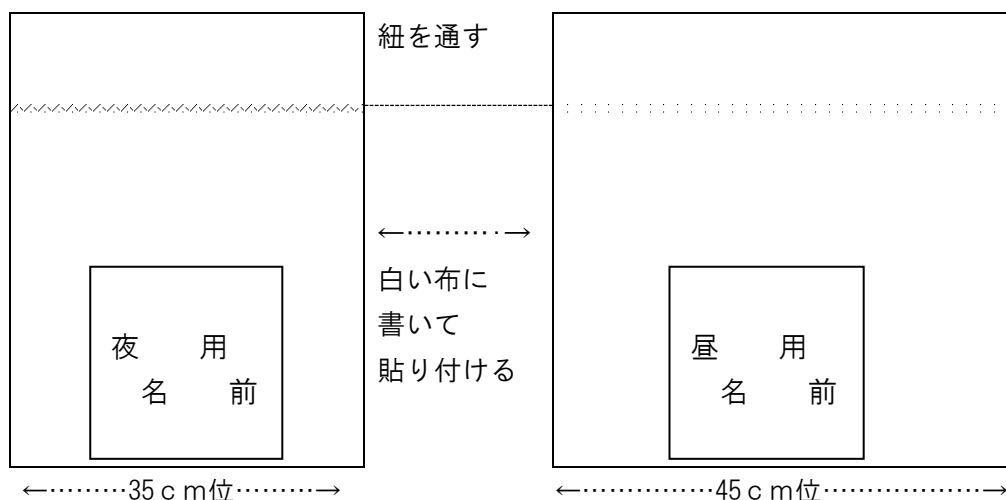 紐を通す
←‥‥‥‥‥→
白い布に
書いて
貼り付ける
夜　　用
名　　前
昼　　用
名　　前
←‥‥‥‥35ｃｍ位‥‥‥‥→
←‥‥‥‥‥‥‥45ｃｍ位‥‥‥‥‥‥‥→